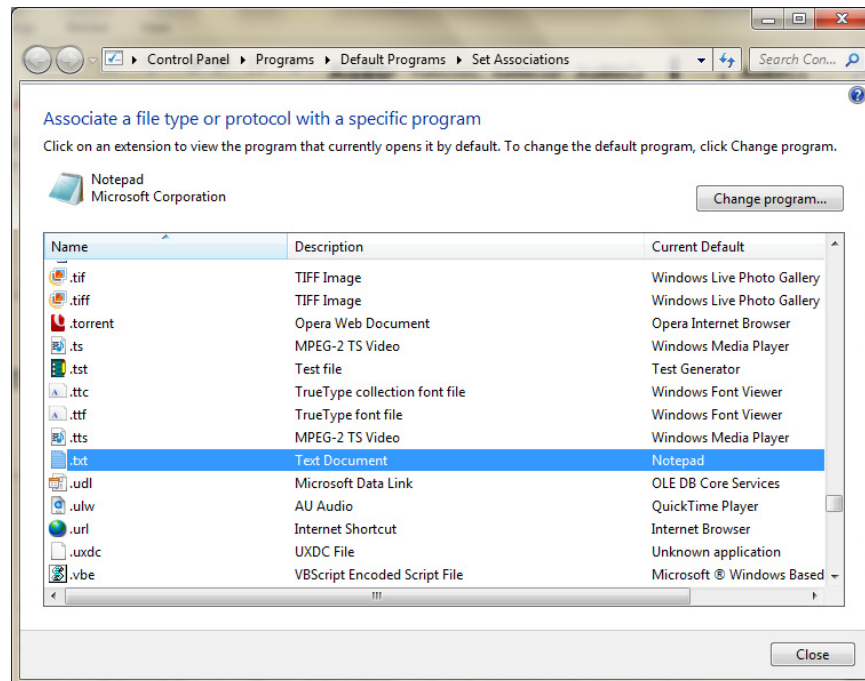 Control Panel ▸ Programs ▸ Default Programs ▸ Set Associations
Search Con...
Associate a file type or protocol with a specific program
Click on an extension to view the program that currently opens it by default. To change the default program, click Change program.
Notepad
Microsoft Corporation
Change program...
Name Description Current Default
.tif TIFF Image Windows Live Photo Gallery
.tiff TIFF Image Windows Live Photo Gallery
.torrent Opera Web Document Opera Internet Browser
.ts MPEG-2 TS Video Windows Media Player
.tst Test file Test Generator
.ttc TrueType collection font file Windows Font Viewer
.ttf TrueType font file Windows Font Viewer
.tts MPEG-2 TS Video Windows Media Player
.txt Text Document Notepad
.udl Microsoft Data Link OLE DB Core Services
.ulw AU Audio QuickTime Player
.url Internet Shortcut Internet Browser
.uxdc UXDC File Unknown application
.vbe VBScript Encoded Script File Microsoft ® Windows Based
Close